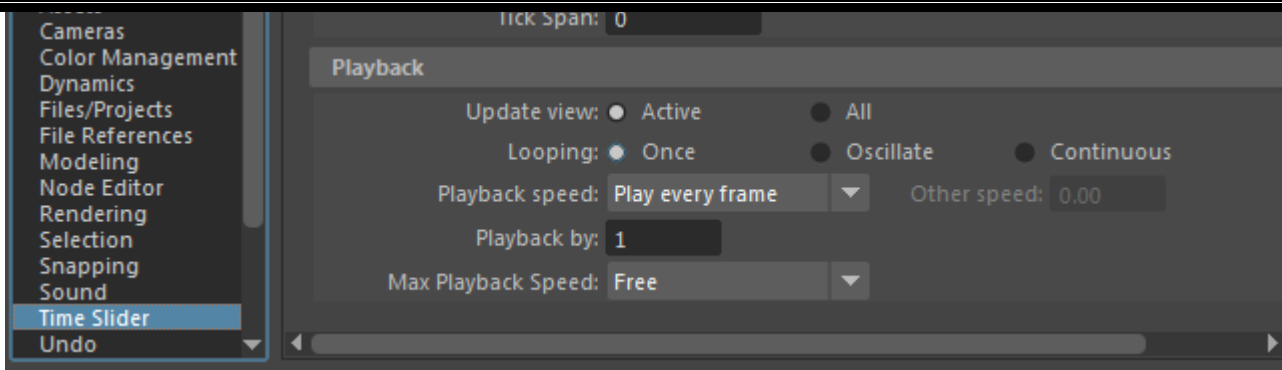 Cameras
Color Management
Dynamics
Files/Projects
File References
Modeling
Node Editor
Rendering
Selection
Snapping
Sound
Time Slider
Undo
Tick Span: 0
Playback
Update view: Active All
Looping: Once Oscillate Continuous
Playback speed: Play every frame Other speed: 0.00
Playback by: 1
Max Playback Speed: Free